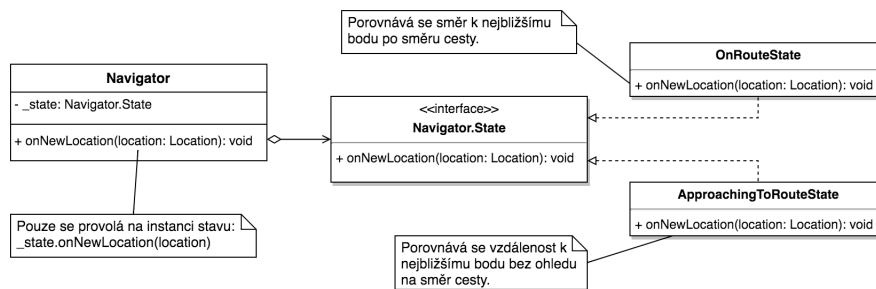 Porovnává se směr k nejbližšímu
bodu po směru cesty.
OnRouteState
+ onNewLocation(location: Location): void
Navigator
- _state: Navigator.State
+ onNewLocation(location: Location): void
<<interface>>
Navigator.State
+ onNewLocation(location: Location): void
ApproachingToRouteState
+ onNewLocation(location: Location): void
Pouze se provolá na instanci stavu:
_state.onNewLocation(location)
Porovnává se vzdálenost k
nejbližšímu bodu bez ohledu
na směr cesty.